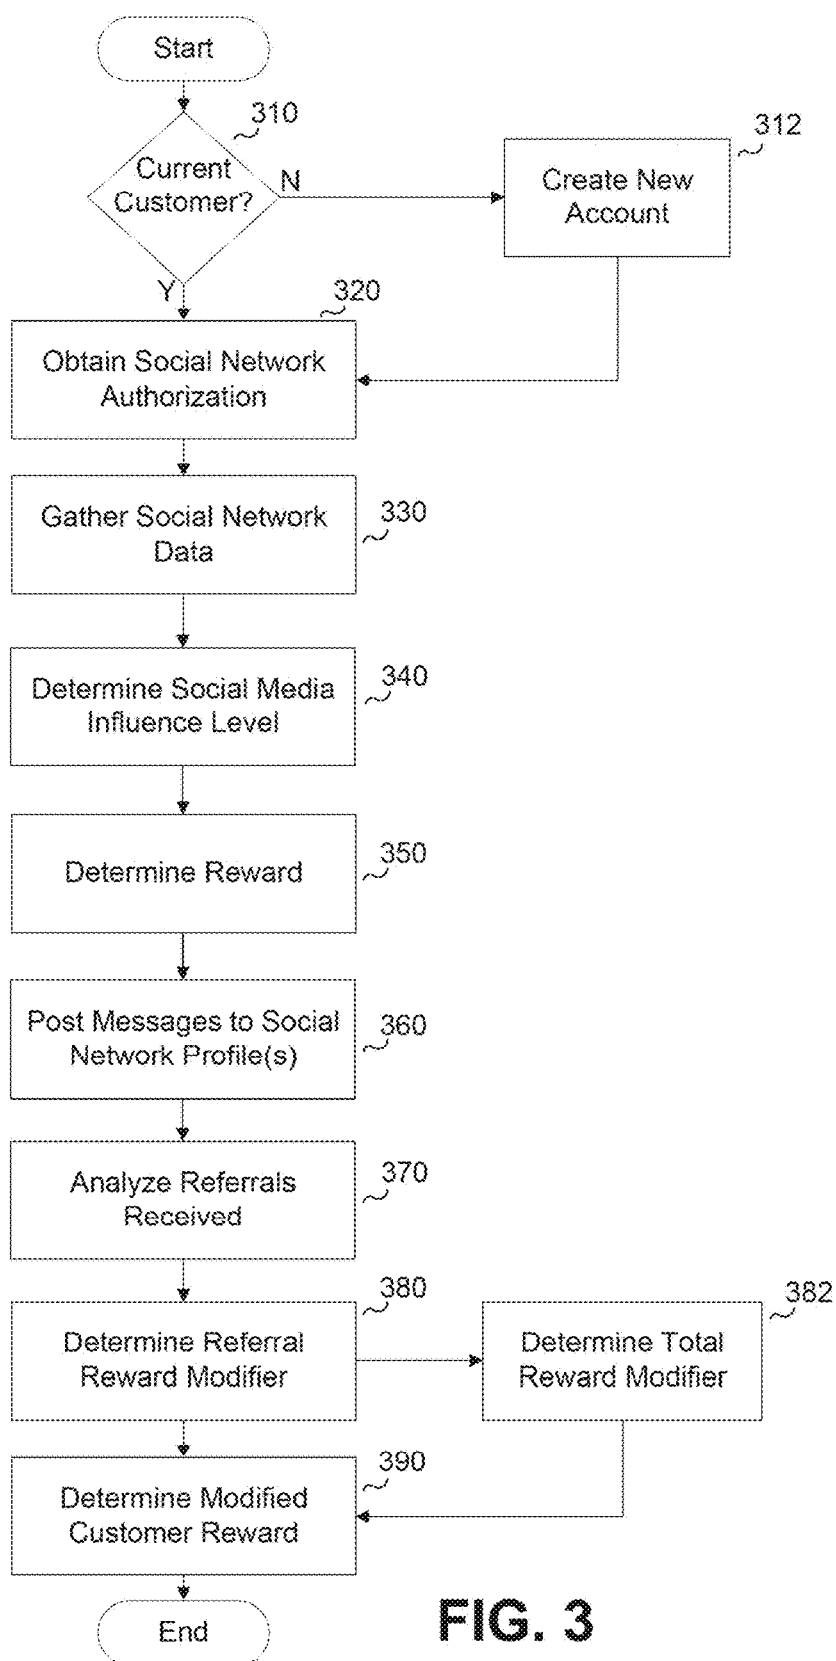 Start
310
Current
Customer?
N
312
Create New
Account
Y
320
Obtain Social Network
Authorization
330
Gather Social Network
Data
340
Determine Social Media
Influence Level
350
Determine Reward
360
Post Messages to Social
Network Profile(s)
370
Analyze Referrals
Received
380
Determine Referral
Reward Modifier
382
Determine Total
Reward Modifier
390
Determine Modified
Customer Reward
End
FIG. 3